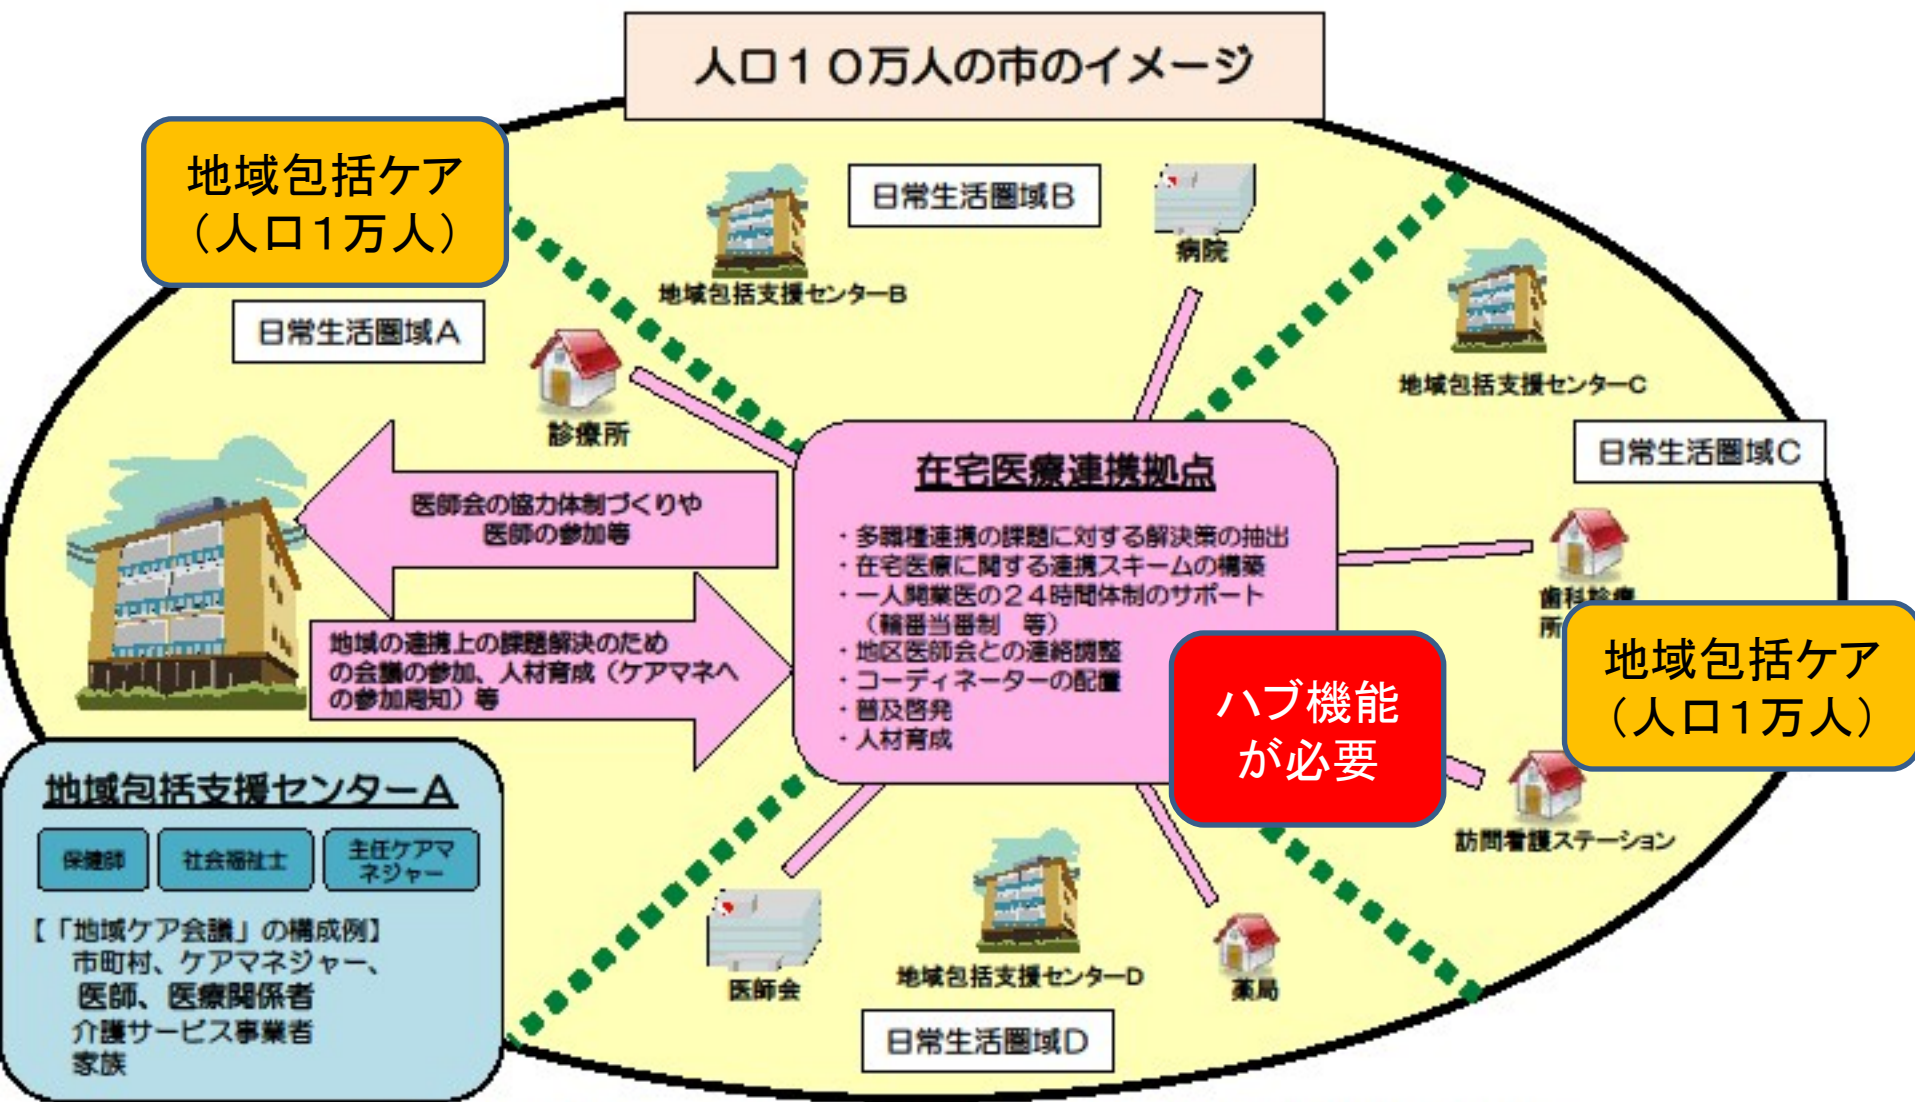 人口１０万人の市のイメージ
地域包括ケア
（人口１万人）
日常生活圏域Ｂ
病院
地域包括支援センターＢ
日常生活圏域Ａ
診療所
地域包括支援センターＣ
日常生活圏域Ｃ
医師会の協力体制づくりや
医師の参加等
地域の連携上の課題解決のため
の会議の参加、人材育成（ケアマネへ
の参加周知）等
在宅医療連携拠点
・多職種連携の課題に対する解決策の抽出
・在宅医療に関する連携スキームの構築
・一人開業医の２４時間体制のサポート
（輪番当番制　等）
・地区医師会との連絡調整
・コーディネーターの配置
・普及啓発
・人材育成
ハブ機能
が必要
歯科診療
所
地域包括ケア
（人口１万人）
訪問看護ステーション
地域包括支援センターＡ
保健師
社会福祉士
主任ケアマ
ネジャー
【「地域ケア会議」の構成例】
市町村、ケアマネジャー、
医師、医療関係者
介護サービス事業者
家族
医師会
地域包括支援センターＤ
薬局
日常生活圏域Ｄ